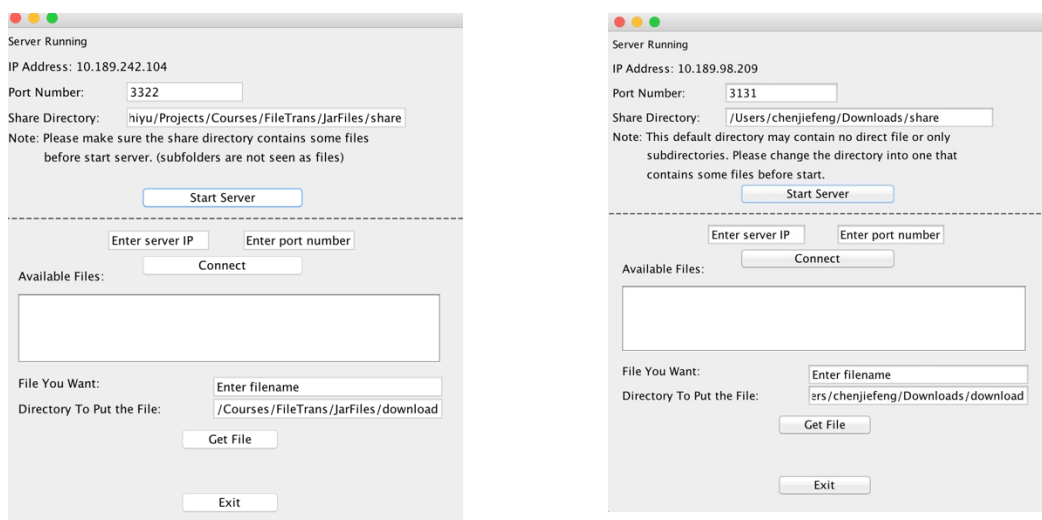 Server Running
IP Address: 10.189.242.104
Port Number: 3322
Share Directory: hiyu/Projects/Courses/FileTrans/JarFiles/share
Note: Please make sure the share directory contains some files
before start server. (subfolders are not seen as files)
Start Server
Enter server IP Enter port number
Connect
Available Files:
File You Want: Enter filename
Directory To Put the File: /Courses/FileTrans/JarFiles/download
Get File
Exit
Server Running
IP Address: 10.189.98.209
Port Number: 3131
Share Directory: /Users/chenjiefeng/Downloads/share
Note: This default directory may contain no direct file or only
subdirectories. Please change the directory into one that
contains some files before start.
Start Server
Enter server IP Enter port number
Connect
Available Files:
File You Want: Enter filename
Directory To Put the File: ers/chenjiefeng/Downloads/download
Get File
Exit